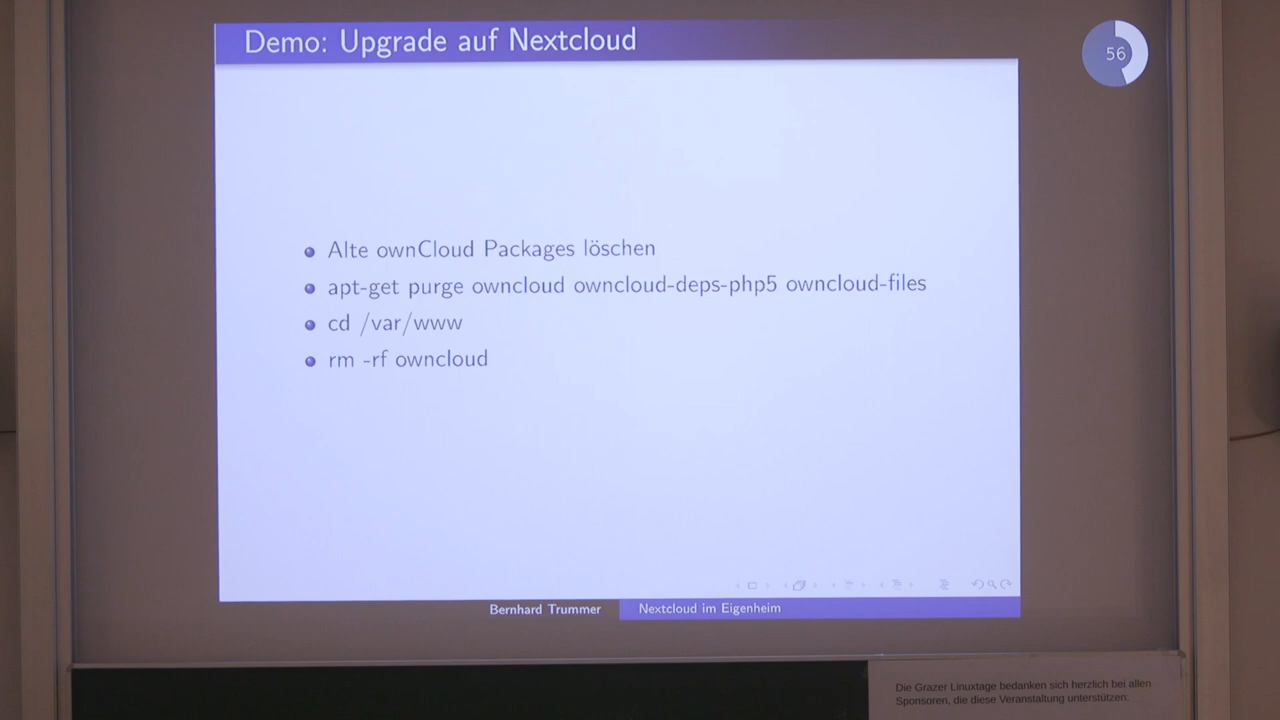 Demo: Upgrade auf Nextcloud
56
Alte ownCloud Packages löschen
apt-get purge owncloud owncloud-deps-php5 owncloud-files
cd /var/www
rm -rf owncloud
Bernhard Trummer
Nextcloud im Eigenheim
Die Grazer Linuxtage bedanken sich herzlich bei allen
Sponsoren, die diese Veranstaltung unterstützen.